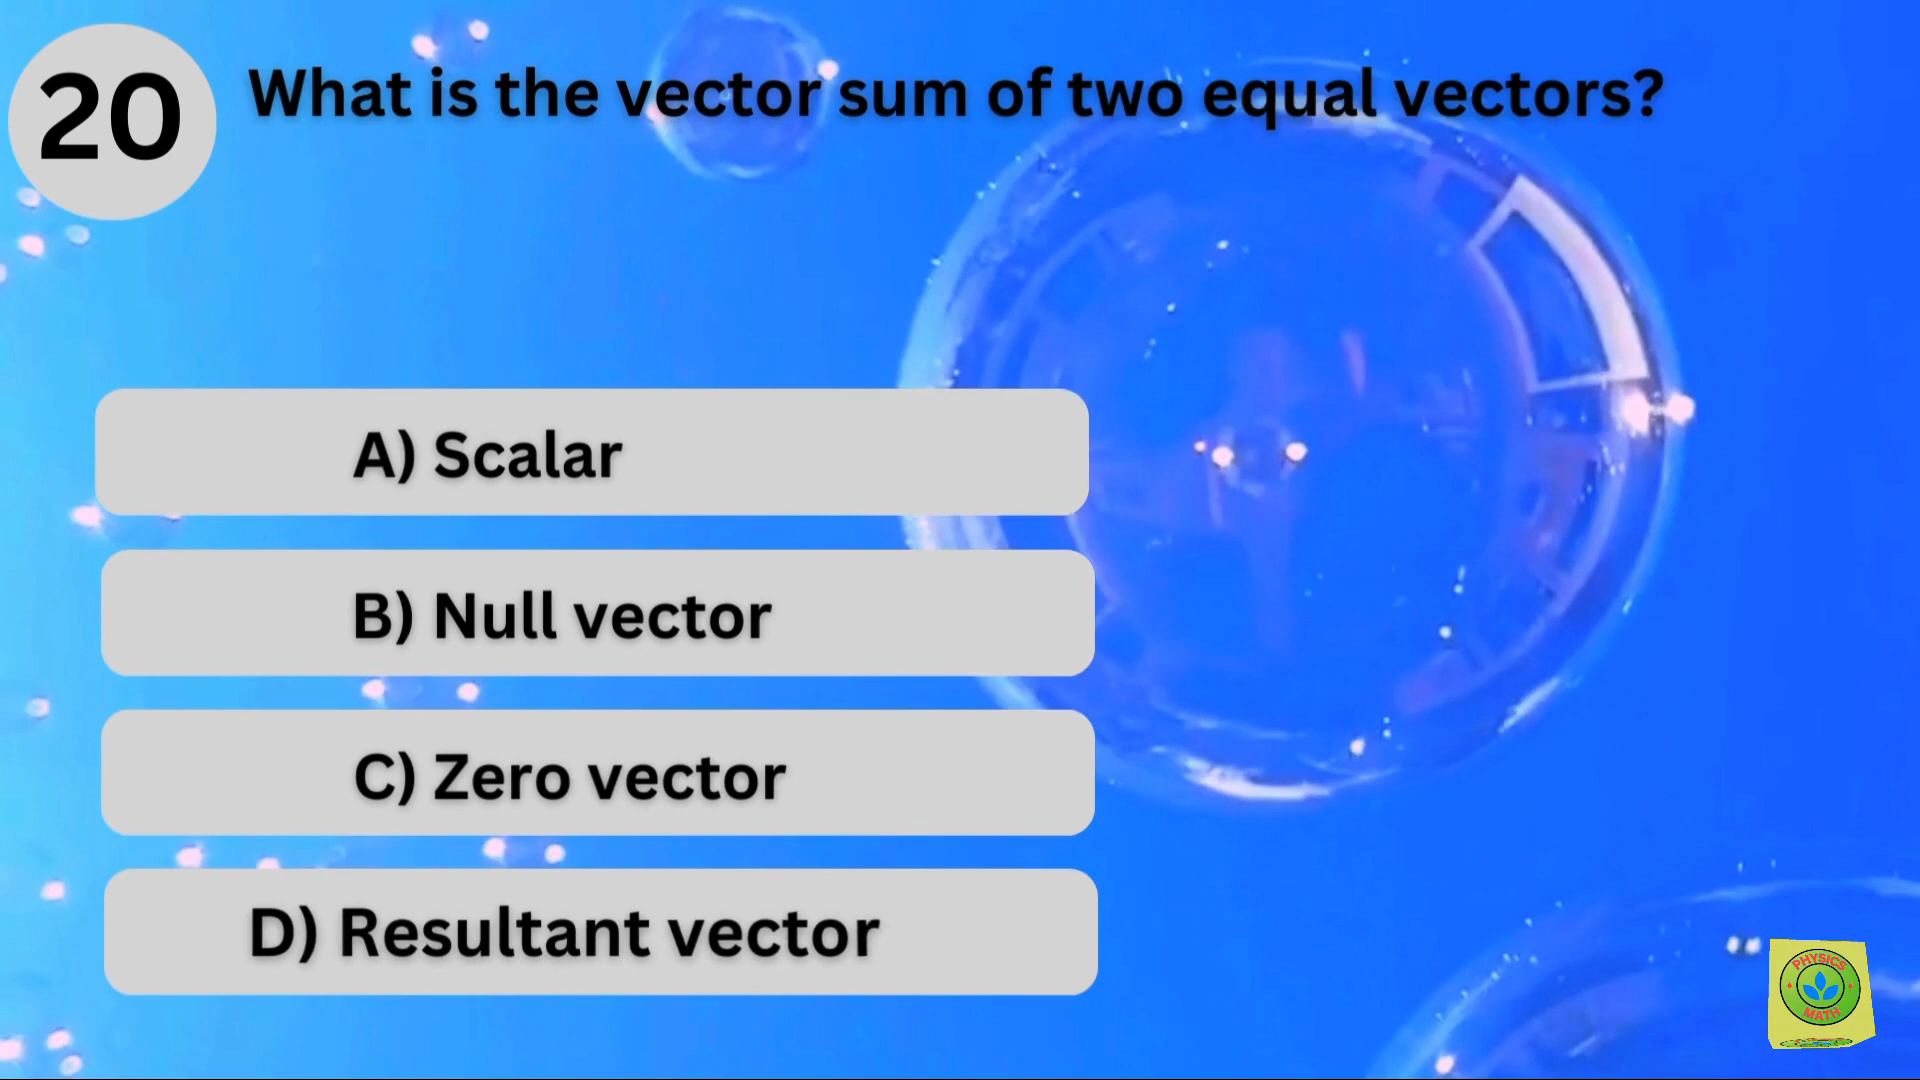 20
What is the vector sum of two equal vectors?
A) Scalar
B) Null vector
C) Zero vector
D) Resultant vector
PHYSICS
MATH